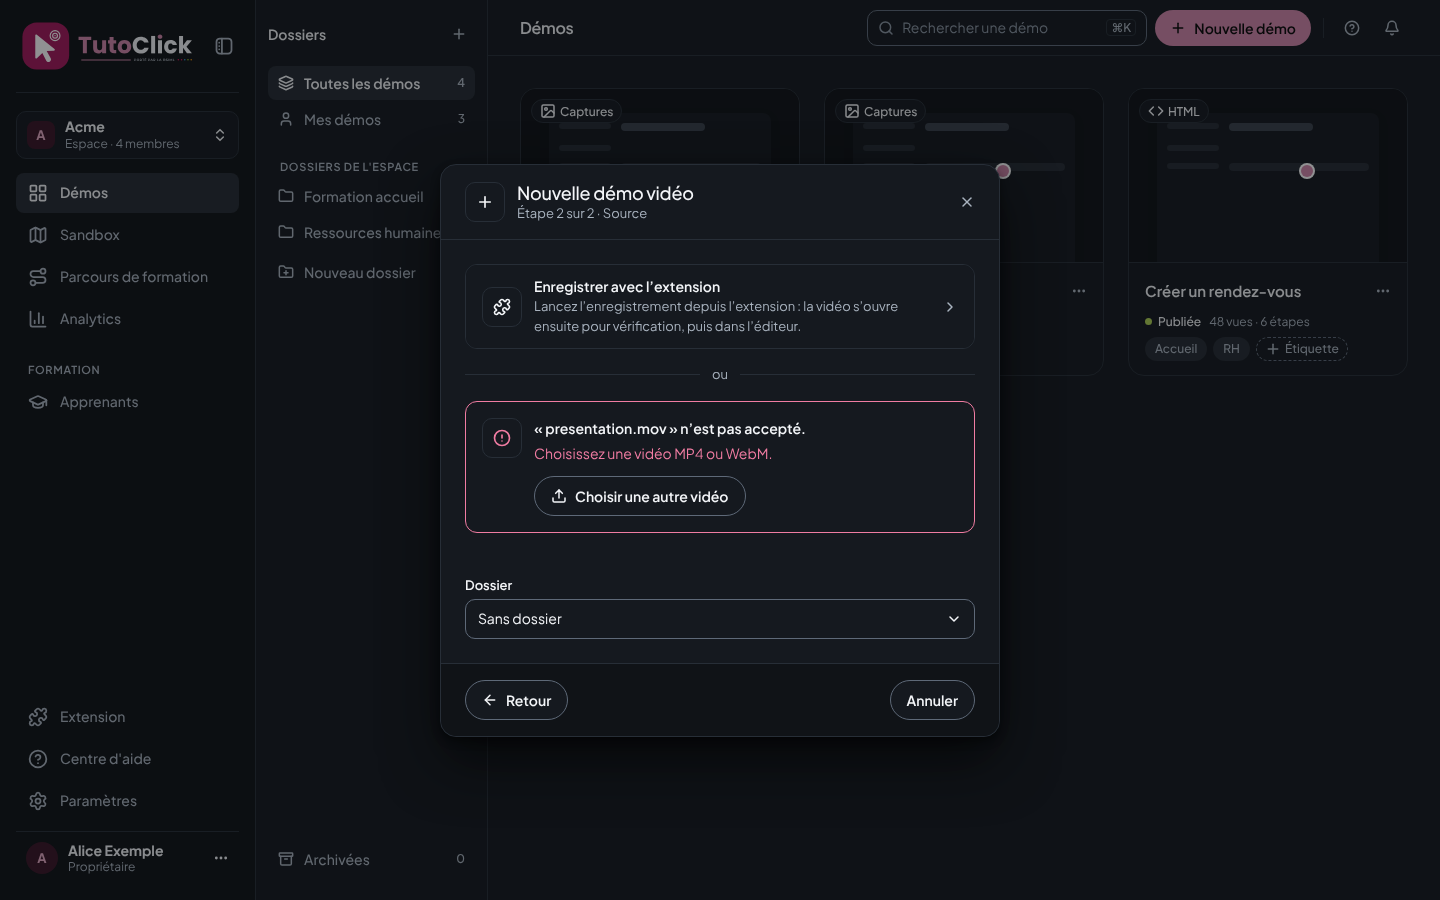 TutoClick
Acme
Espace · 4 membres
Démos
Sandbox
Parcours de formation
Analytics
FORMATION
Apprenants
Extension
Centre d'aide
Paramètres
A
Alice Exemple
Propriétaire
A
Dossiers
Toutes les démos 4
Mes démos 3
DOSSIERS DE L'ESPACE
Formation accueil
Ressources humaine
Nouveau dossier
Archivées 0
Démos
Rechercher une démo ⌘K
Nouvelle démo
Captures
Captures
HTML
Créer un rendez-vous
Publiée 48 vues · 6 étapes
Accueil RH + Étiquette
Nouvelle démo vidéo
Étape 2 sur 2 · Source
Enregistrer avec l’extension
Lancez l’enregistrement depuis l’extension : la vidéo s’ouvre
ensuite pour vérification, puis dans l’éditeur.
ou
« presentation.mov » n’est pas accepté.
Choisissez une vidéo MP4 ou WebM.
Choisir une autre vidéo
Dossier
Sans dossier
Retour
Annuler